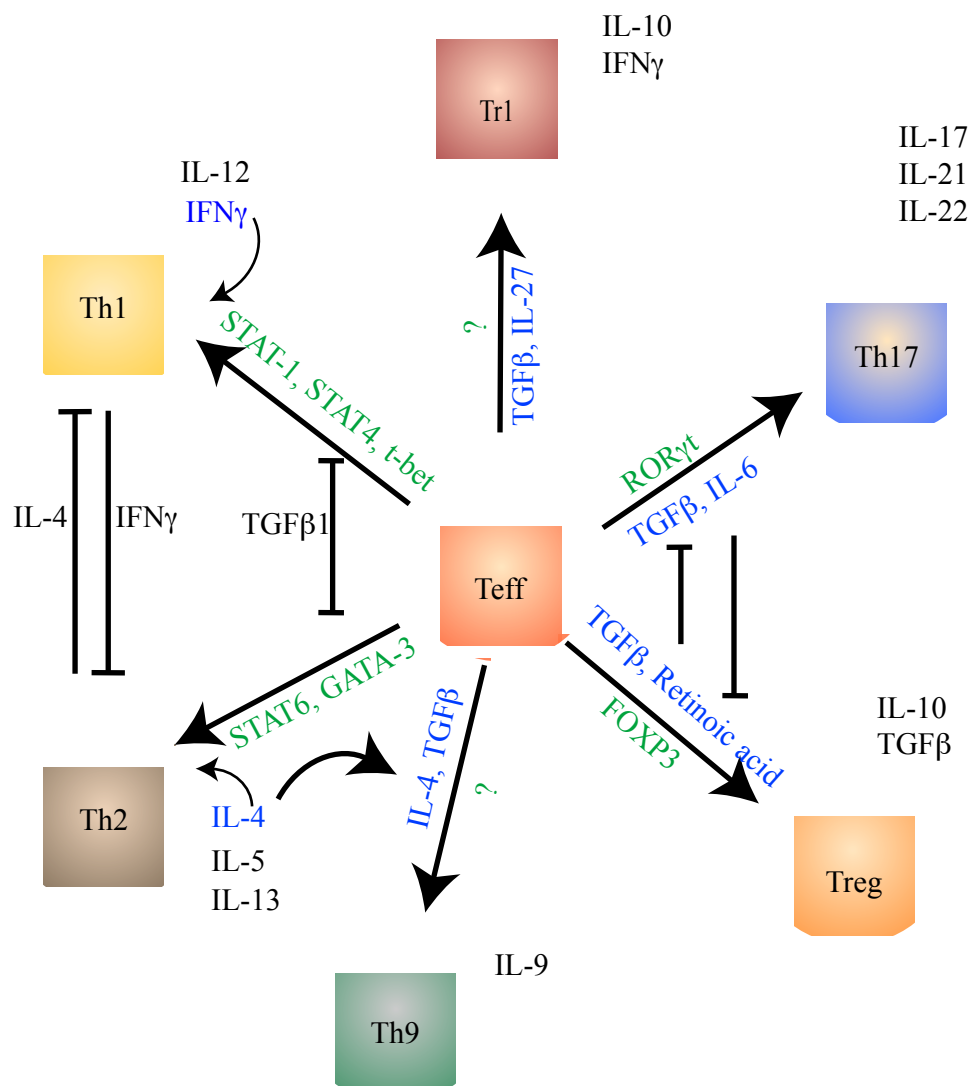 IL-10
IFNγ
Tr1
IL-17
IL-21
IL-22
IL-12
IFNγ
Th1
STAT-1, STAT4, t-bet
?
TGFβ, IL-27
Th17
RORγt
TGFβ, IL-6
IL-4
IFNγ
TGFβ1
Teff
TGFβ, Retinoic acid
FOXP3
STAT6, GATA-3
IL-4, TGFβ
?
IL-10
TGFβ
Th2
IL-4
IL-5
IL-13
Treg
IL-9
Th9